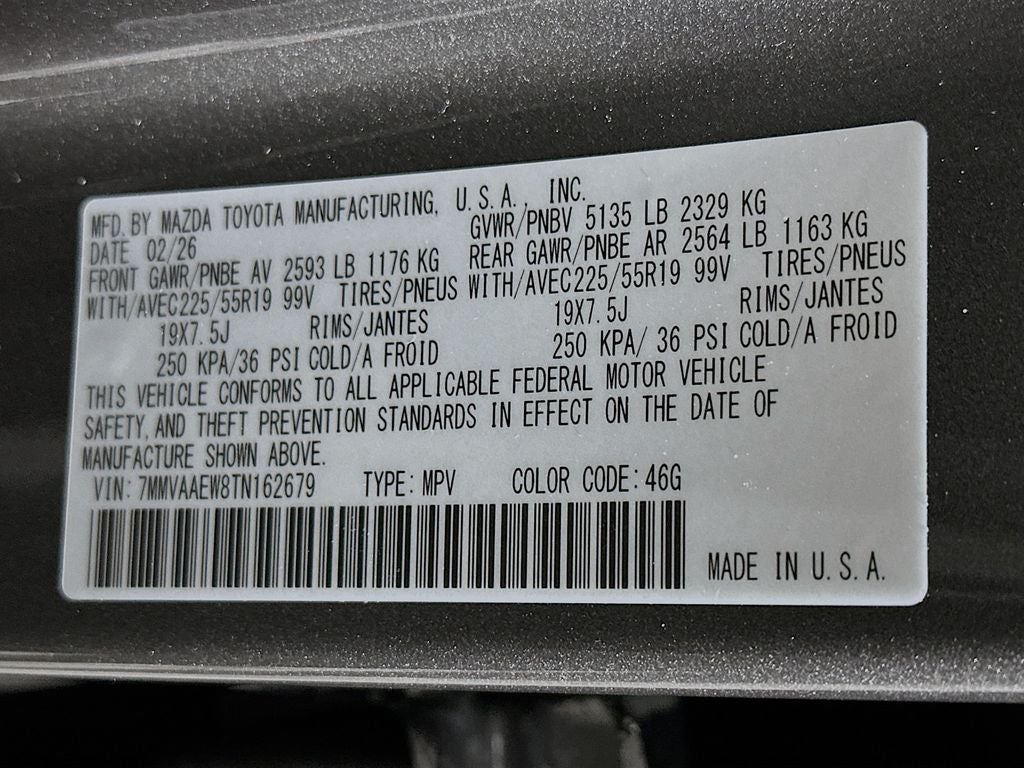 MFD. BY MAZDA TOYOTA MANUFACTURING, U.S.A., INC.
DATE 02/26 GVWR/PNBV 5135 LB 2329 KG
FRONT GAWR/PNBE AV 2593 LB 1176 KG REAR GAWR/PNBE AR 2564 LB 1163 KG
WITH/AVEC225/55R19 99V TIRES/PNEUS WITH/AVEC225/55R19 99V TIRES/PNEUS
19X7.5J RIMS/JANTES 19X7.5J RIMS/JANTES
250 KPA/36 PSI COLD/A FROID 250 KPA/ 36 PSI COLD/A FROID
THIS VEHICLE CONFORMS TO ALL APPLICABLE FEDERAL MOTOR VEHICLE
SAFETY, AND THEFT PREVENTION STANDARDS IN EFFECT ON THE DATE OF
MANUFACTURE SHOWN ABOVE.
VIN: 7MMVAAEW8TN162679 TYPE: MPV COLOR CODE: 46G
MADE IN U.S.A.